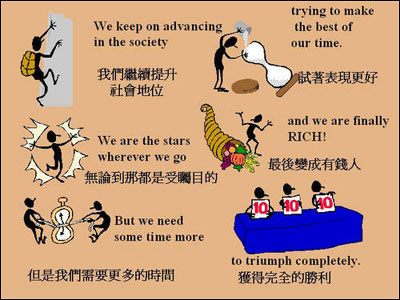 We keep on advancing
in the society
我們繼續提升
社會地位
trying to make
the best of
our time.
試著表現更好
We are the stars
wherever we go
無論到那都是受矚目的
and we are finally
RICH!
最後變成有錢人
But we need
some time more
但是我們需要更多的時間
10 10 10
to triumph completely.
獲得完全的勝利